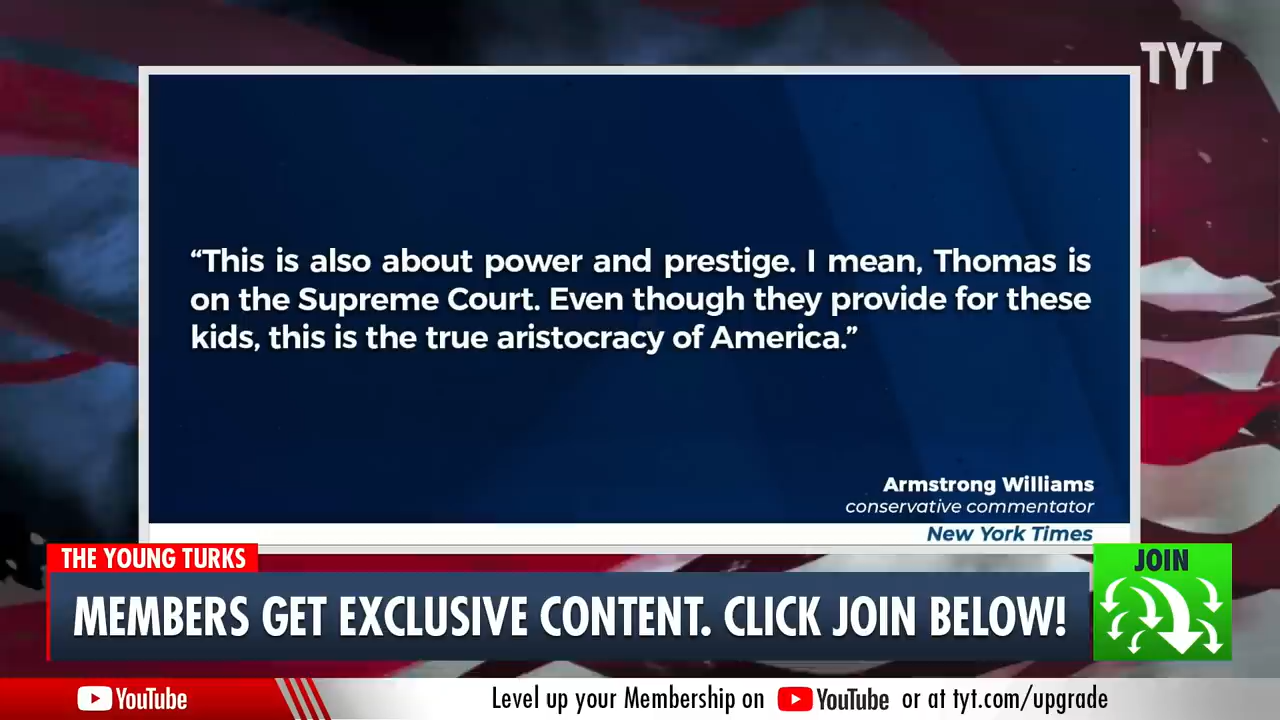 TYT
“This is also about power and prestige. I mean, Thomas is
on the Supreme Court. Even though they provide for these
kids, this is the true aristocracy of America.”
Armstrong Williams
conservative commentator
New York Times
THE YOUNG TURKS
MEMBERS GET EXCLUSIVE CONTENT. CLICK JOIN BELOW!
JOIN
YouTube
Level up your Membership on YouTube or at tyt.com/upgrade